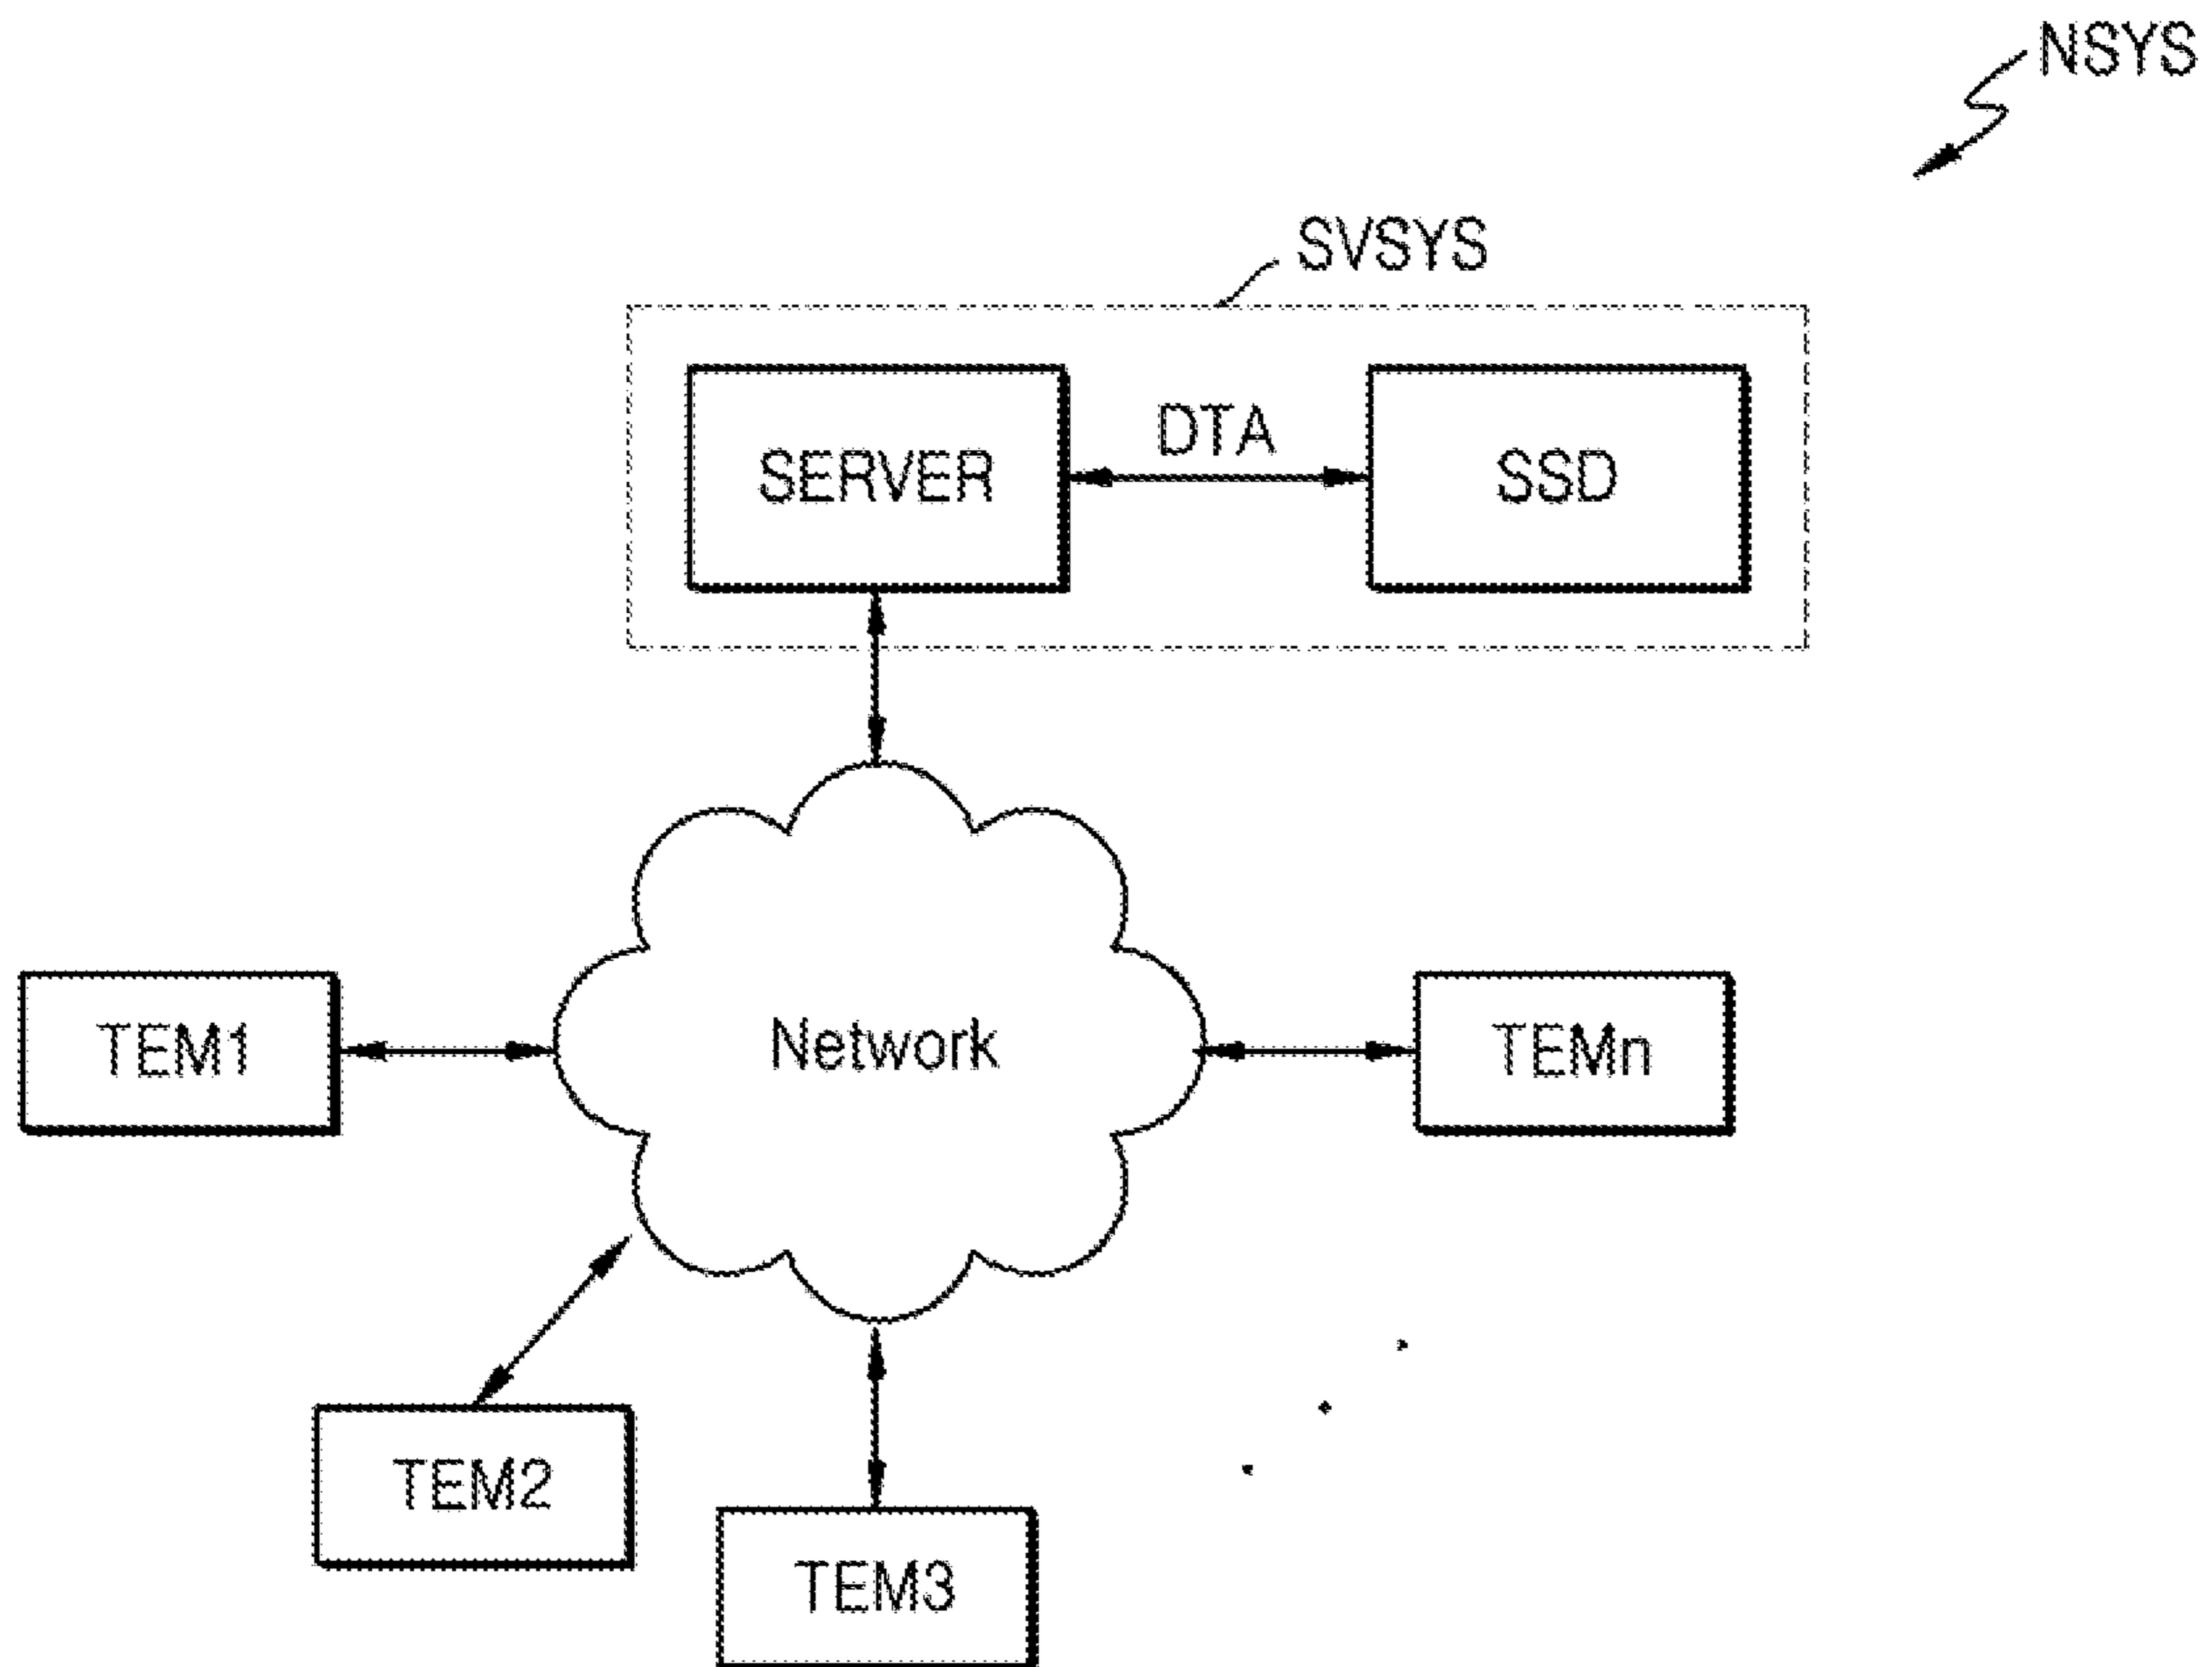 NSYS
SVSYS
DTA
SERVER
SSD
Network
TEM1
TEMn
TEM2
TEM3